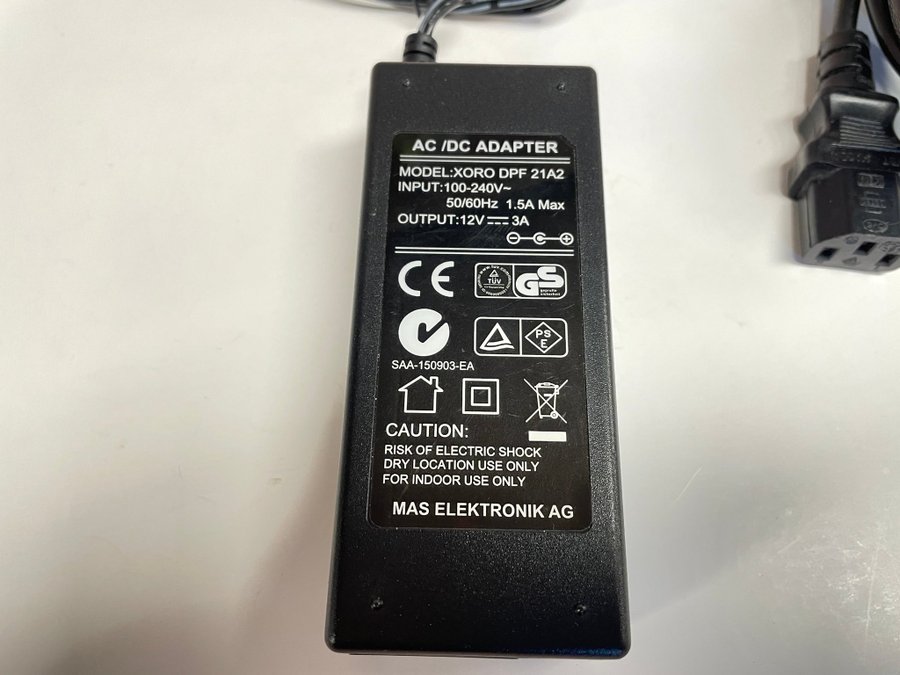 AC /DC ADAPTER
MODEL:XORO DPF 21A2
INPUT:100-240V~
50/60Hz 1.5A Max
OUTPUT:12V⎓3A
CE
TÜV GS
geprüfte
Sicherheit
PS
E
SAA-150903-EA
CAUTION:
RISK OF ELECTRIC SHOCK
DRY LOCATION USE ONLY
FOR INDOOR USE ONLY
MAS ELEKTRONIK AG